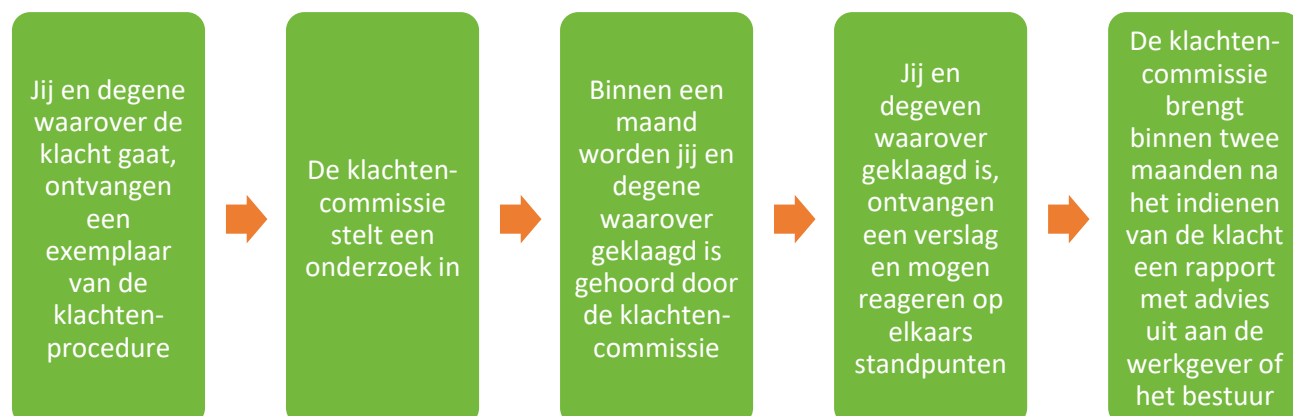 Jij en degene
waarover de
klacht gaat,
ontvangen
een
exemplaar
van de
klachten-
procedure
De klachten-
commissie
stelt een
onderzoek in
Binnen een
maand
worden jij en
degene
waarover
geklaagd is
gehoord door
de klachten-
commissie
Jij en
degeven
waarover
geklaagd is,
ontvangen
een verslag
en mogen
reageren op
elkaars
standpunten
De klachten-
commissie
brengt
binnen twee
maanden na
het indienen
van de klacht
een rapport
met advies
uit aan de
werkgever of
het bestuur